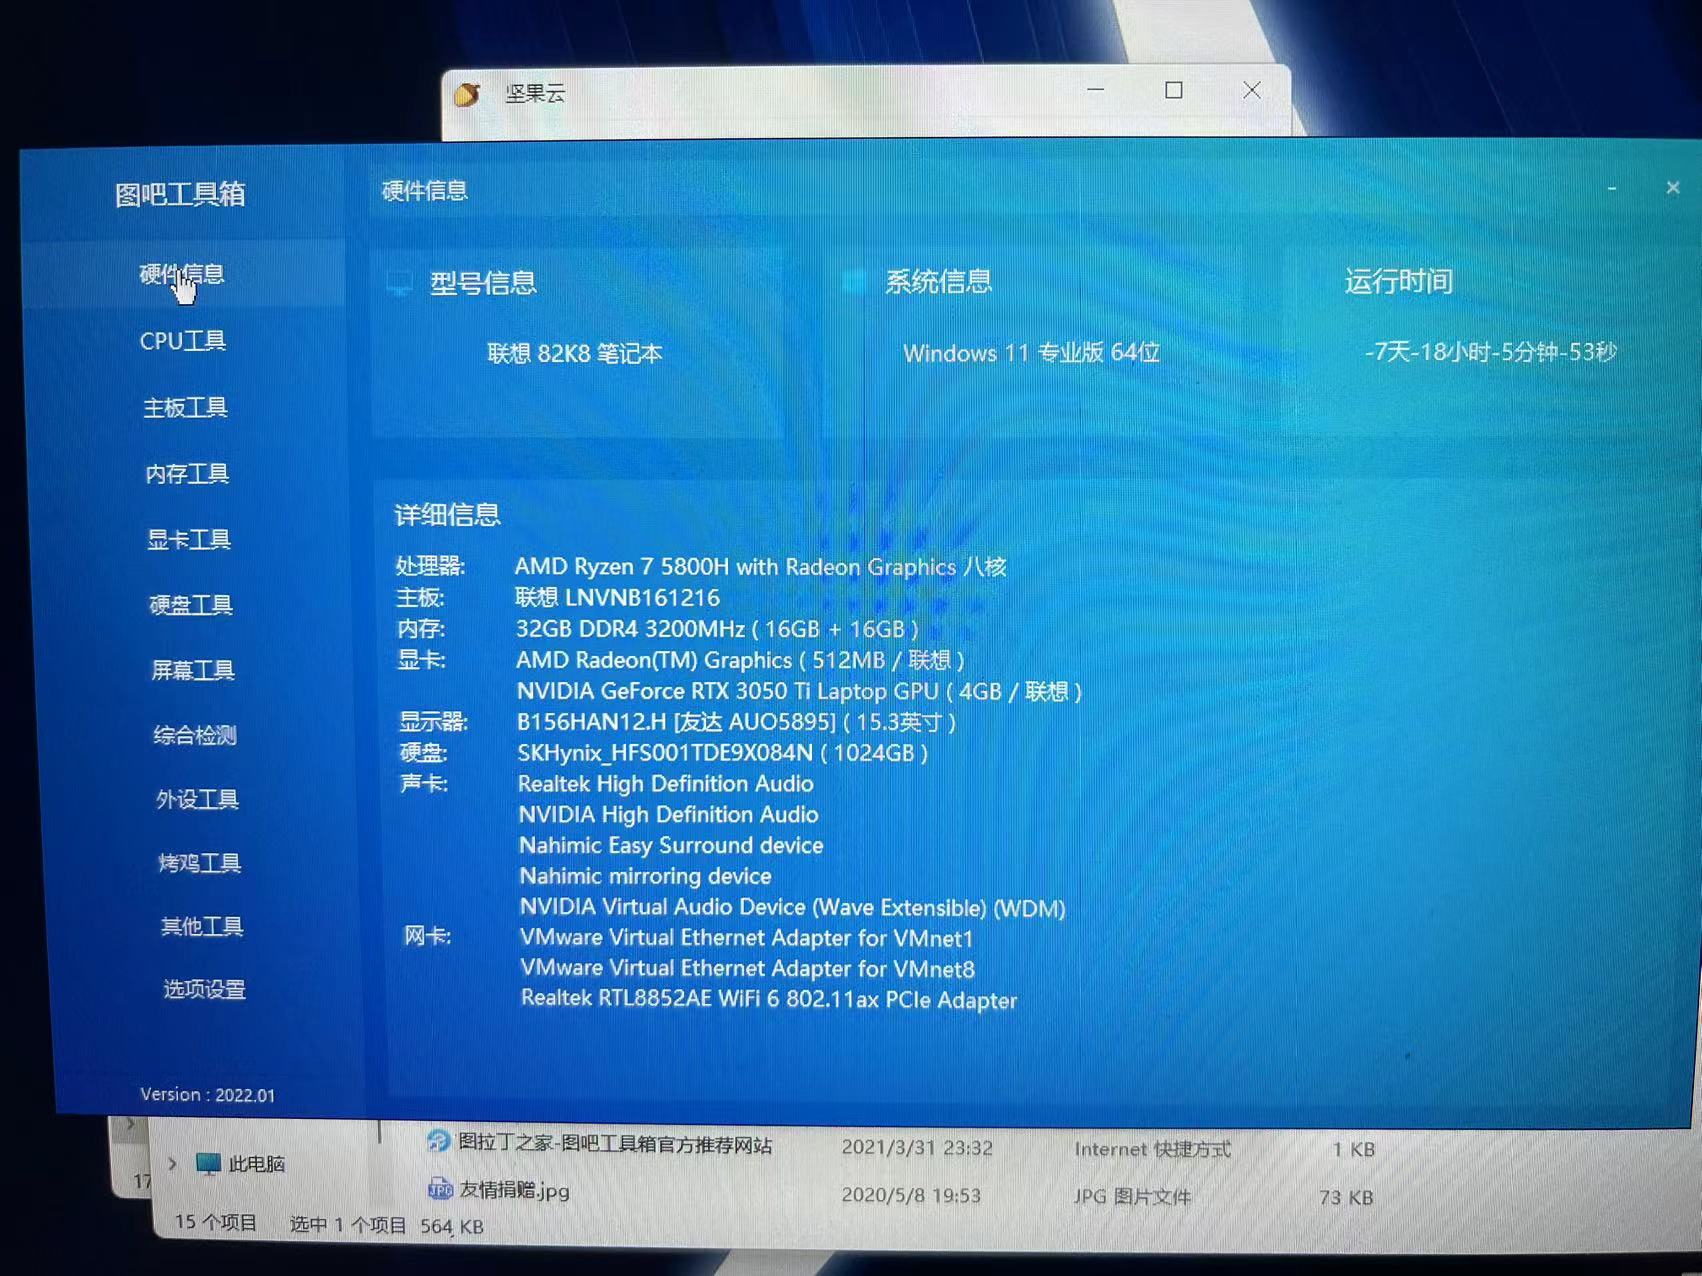 坚果云
图吧工具箱
硬件信息
CPU工具
主板工具
内存工具
显卡工具
硬盘工具
屏幕工具
综合检测
外设工具
烤鸡工具
其他工具
选项设置
Version : 2022.01
硬件信息
型号信息
联想 82K8 笔记本
系统信息
Windows 11 专业版 64位
运行时间
-7天-18小时-5分钟-53秒
详细信息
处理器: AMD Ryzen 7 5800H with Radeon Graphics 八核
主板: 联想 LNVNB161216
内存: 32GB DDR4 3200MHz ( 16GB + 16GB )
显卡: AMD Radeon(TM) Graphics ( 512MB / 联想 )
NVIDIA GeForce RTX 3050 Ti Laptop GPU ( 4GB / 联想 )
显示器: B156HAN12.H [友达 AUO5895] ( 15.3英寸 )
硬盘: SKHynix_HFS001TDE9X084N ( 1024GB )
声卡: Realtek High Definition Audio
NVIDIA High Definition Audio
Nahimic Easy Surround device
Nahimic mirroring device
NVIDIA Virtual Audio Device (Wave Extensible) (WDM)
网卡: VMware Virtual Ethernet Adapter for VMnet1
VMware Virtual Ethernet Adapter for VMnet8
Realtek RTL8852AE WiFi 6 802.11ax PCIe Adapter
图拉丁之家-图吧工具箱官方推荐网站 2021/3/31 23:32 Internet 快捷方式 1 KB
此电脑
JPG 友情捐赠.jpg 2020/5/8 19:53 JPG 图片文件 73 KB
17
15 个项目 选中 1 个项目 564 KB